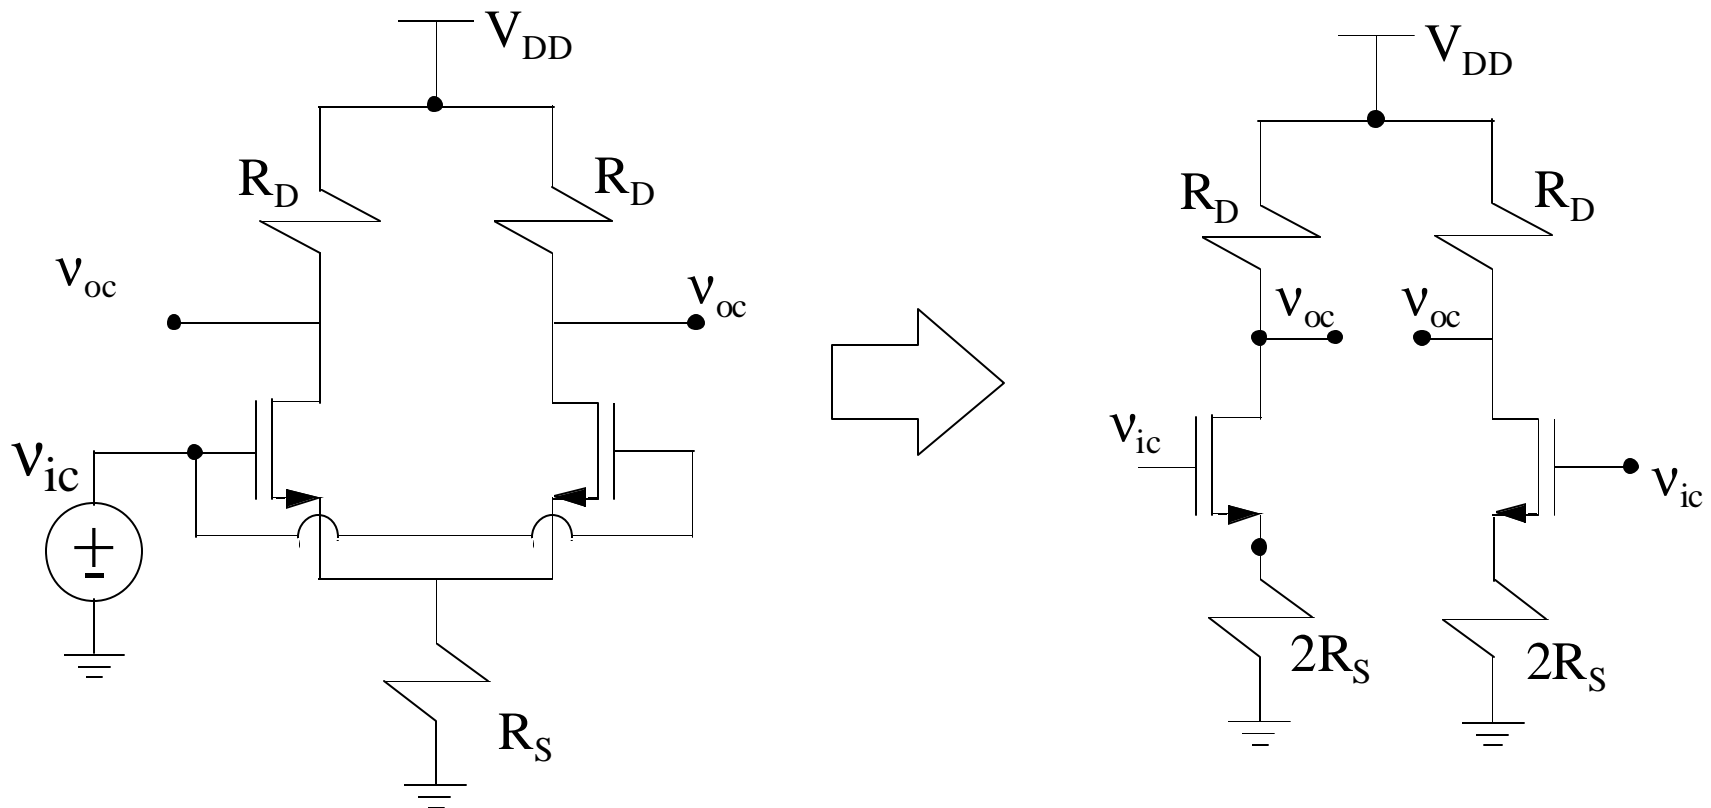 V_DD
R_D
R_D
ν_oc
ν_oc
ν_ic
+
-
R_S
V_DD
R_D
R_D
ν_oc
ν_oc
ν_ic
ν_ic
2R_S
2R_S